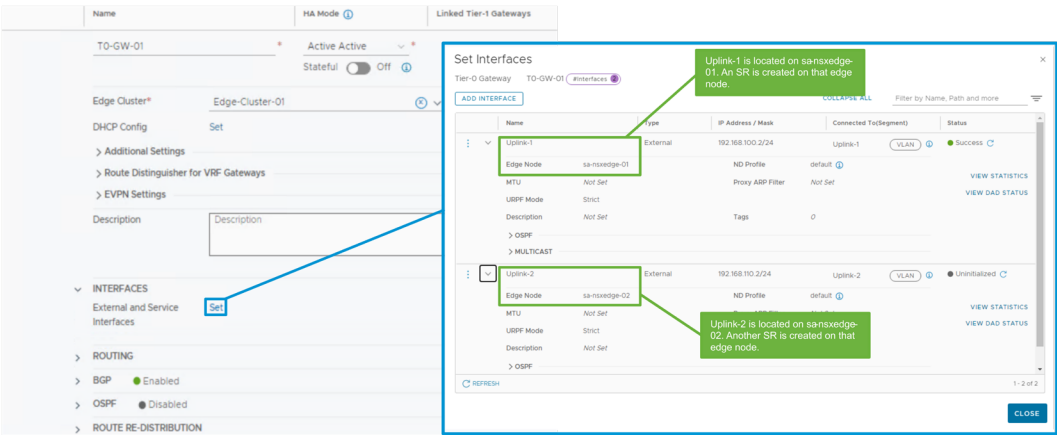 Name HA Mode Linked Tier-1 Gateways
T0-GW-01 * Active Active *
Stateful Off
Edge Cluster* Edge-Cluster-01
DHCP Config Set
> Additional Settings
> Route Distinguisher for VRF Gateways
> EVPN Settings
Description Description
INTERFACES
External and Service Set
Interfaces
ROUTING
BGP Enabled
OSPF Disabled
ROUTE RE-DISTRIBUTION
Set Interfaces
Tier-0 Gateway T0-GW-01 #Interfaces 2
ADD INTERFACE COLLAPSE ALL Filter by Name, Path and more
Uplink-1 is located on sa-nsxedge-
01. An SR is created on that edge
node.
Name Type IP Address / Mask Connected To(Segment) Status
Uplink-1 External 192.168.100.2/24 Uplink-1 VLAN Success
Edge Node sa-nsxedge-01 ND Profile default
MTU Not Set Proxy ARP Filter Not Set
VIEW STATISTICS
URPF Mode Strict
VIEW DAD STATUS
Description Not Set Tags 0
> OSPF
> MULTICAST
Uplink-2 External 192.168.110.2/24 Uplink-2 VLAN Uninitialized
Edge Node sa-nsxedge-02 ND Profile default
MTU Not Set
VIEW STATISTICS
URPF Mode Strict
VIEW DAD STATUS
Description Not Set
> OSPF
Uplink-2 is located on sa-nsxedge-
02. Another SR is created on that
edge node.
REFRESH 1 - 2 of 2
CLOSE